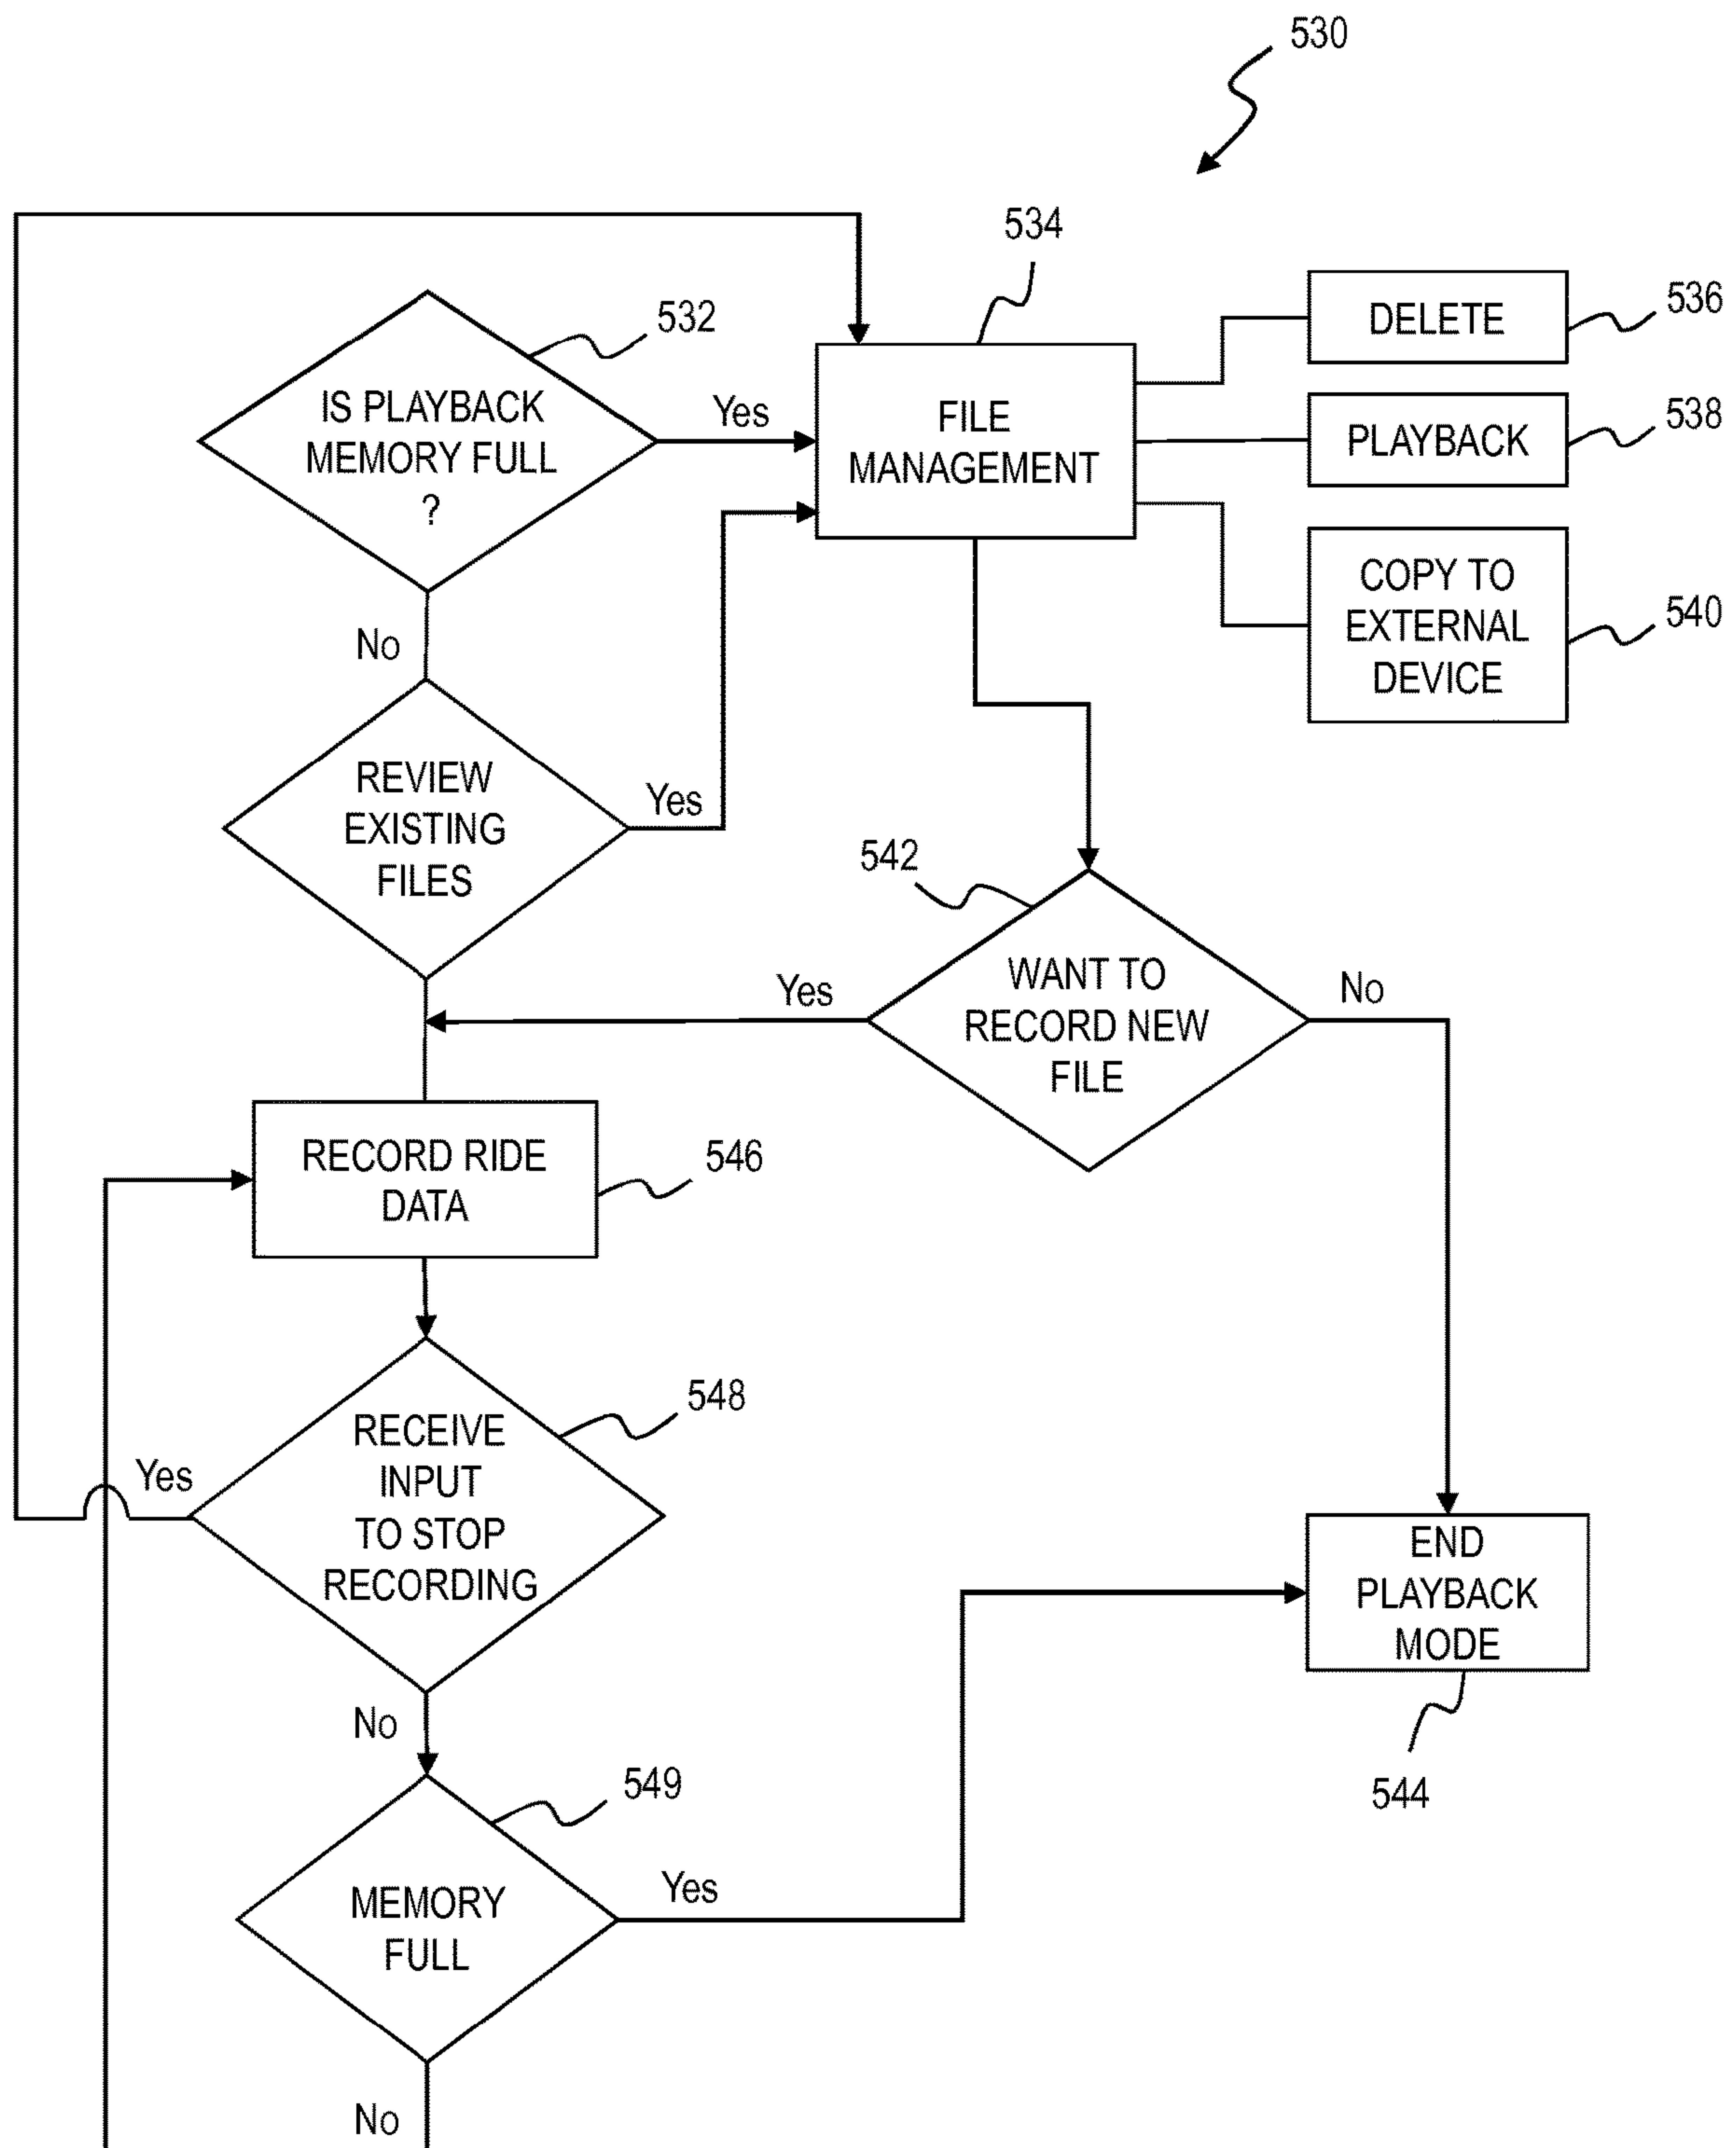 530
534
532
IS PLAYBACK
MEMORY FULL
?
Yes
FILE
MANAGEMENT
DELETE
536
PLAYBACK
538
COPY TO
EXTERNAL
DEVICE
540
No
REVIEW
EXISTING
FILES
Yes
542
WANT TO
RECORD NEW
FILE
Yes
No
RECORD RIDE
DATA
546
548
RECEIVE
INPUT
TO STOP
RECORDING
Yes
No
END
PLAYBACK
MODE
544
549
MEMORY
FULL
Yes
No